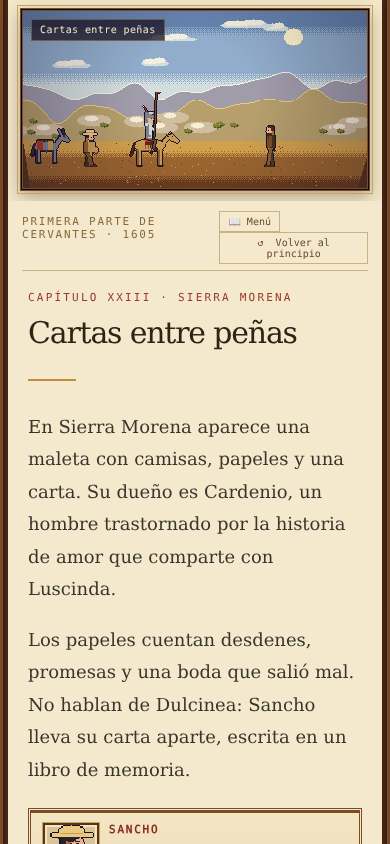 Cartas entre peñas
PRIMERA PARTE DE
CERVANTES · 1605
📖 Menú
↺ Volver al
principio
CAPÍTULO XXIII · SIERRA MORENA
Cartas entre peñas
En Sierra Morena aparece una
maleta con camisas, papeles y una
carta. Su dueño es Cardenio, un
hombre trastornado por la historia
de amor que comparte con
Luscinda.
Los papeles cuentan desdenes,
promesas y una boda que salió mal.
No hablan de Dulcinea: Sancho
lleva su carta aparte, escrita en un
libro de memoria.
SANCHO